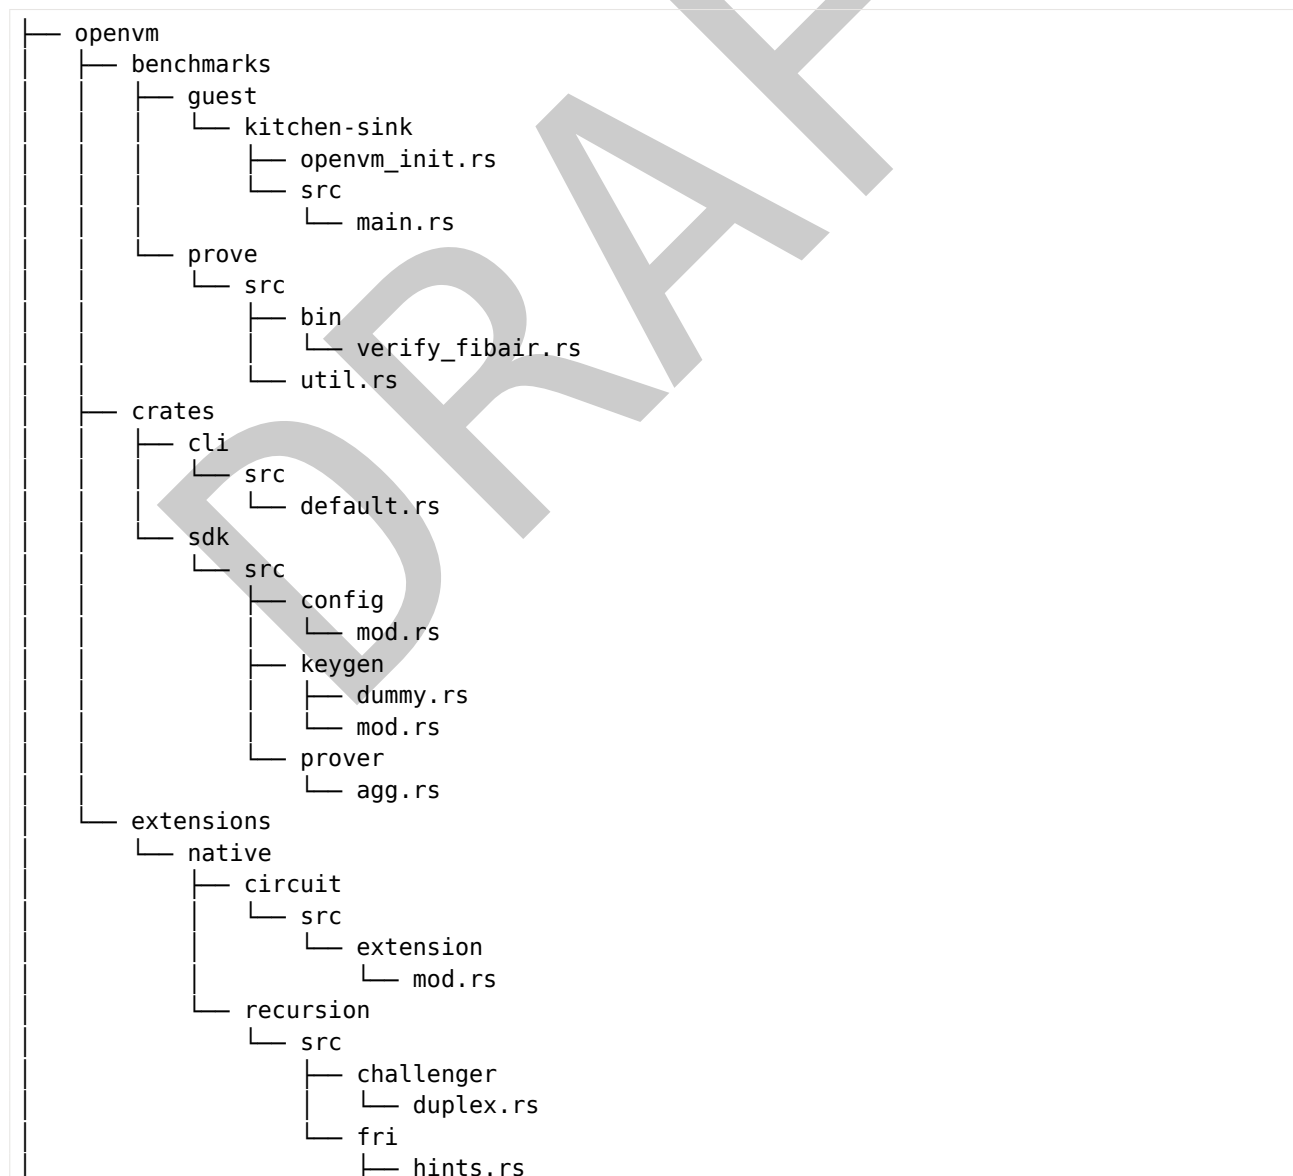 ├── openvm
│   ├── benchmarks
│   │   ├── guest
│   │   │   └── kitchen-sink
│   │   │       ├── openvm_init.rs
│   │   │       └── src
│   │   │           └── main.rs
│   │   └── prove
│   │       └── src
│   │           ├── bin
│   │           │   └── verify_fibair.rs
│   │           └── util.rs
│   ├── crates
│   │   ├── cli
│   │   │   └── src
│   │   │       └── default.rs
│   │   └── sdk
│   │       └── src
│   │           ├── config
│   │           │   └── mod.rs
│   │           ├── keygen
│   │           │   ├── dummy.rs
│   │           │   └── mod.rs
│   │           └── prover
│   │               └── agg.rs
│   └── extensions
│       └── native
│           ├── circuit
│           │   └── src
│           │       └── extension
│           │           └── mod.rs
│           └── recursion
│               └── src
│                   ├── challenger
│                   │   └── duplex.rs
│                   └── fri
│                       ├── hints.rs